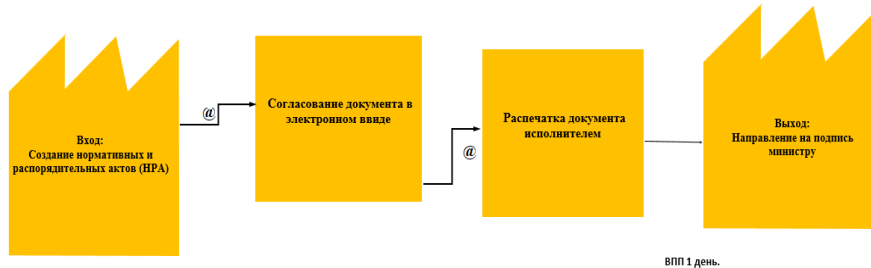 Вход:
Создание нормативных и
распорядительных актов (НРА)
@
Согласование документа в
электронном ввиде
@
Распечатка документа
исполнителем
Выход:
Направление на подпись
министру
ВПП 1 день.